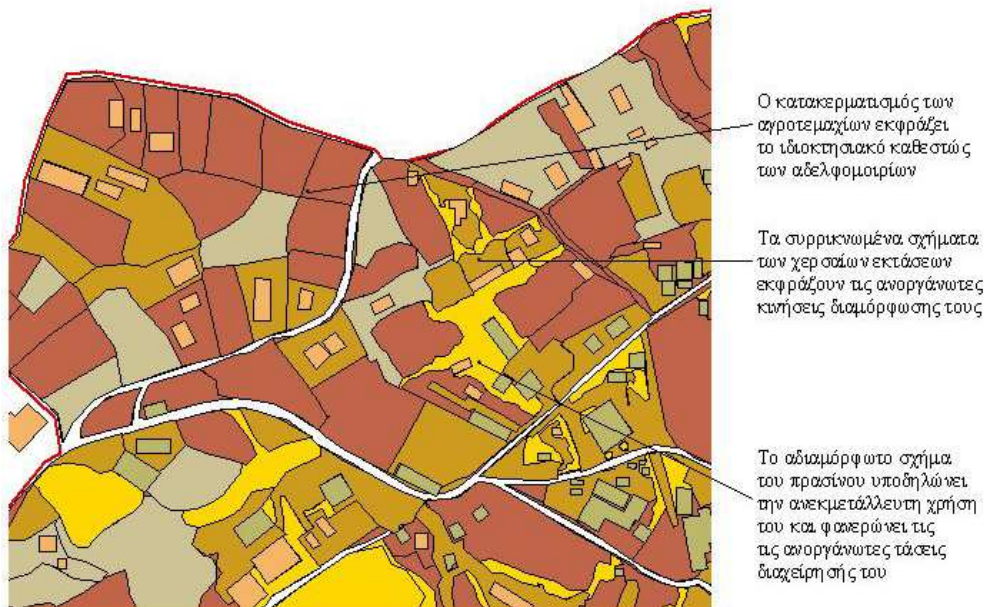 Ο κατακερματισμός των
αγροτεμαχίων εκφράζει
το ιδιοκτησιακό καθεστώς
των αδελφομοιρίων
Τα συρρικνωμένα σχήματα
των χερσαίων εκτάσεων
εκφράζουν τις ανοργάνωτες
κινήσεις διαμόρφωσης τους
Το αδιαμόρφωτο σχήμα
του πρασίνου υποδηλώνει
την ανεκμετάλλευτη χρήση
του και φανερώνει τις
τις ανοργάνωτες τάσεις
διαχείρησής του